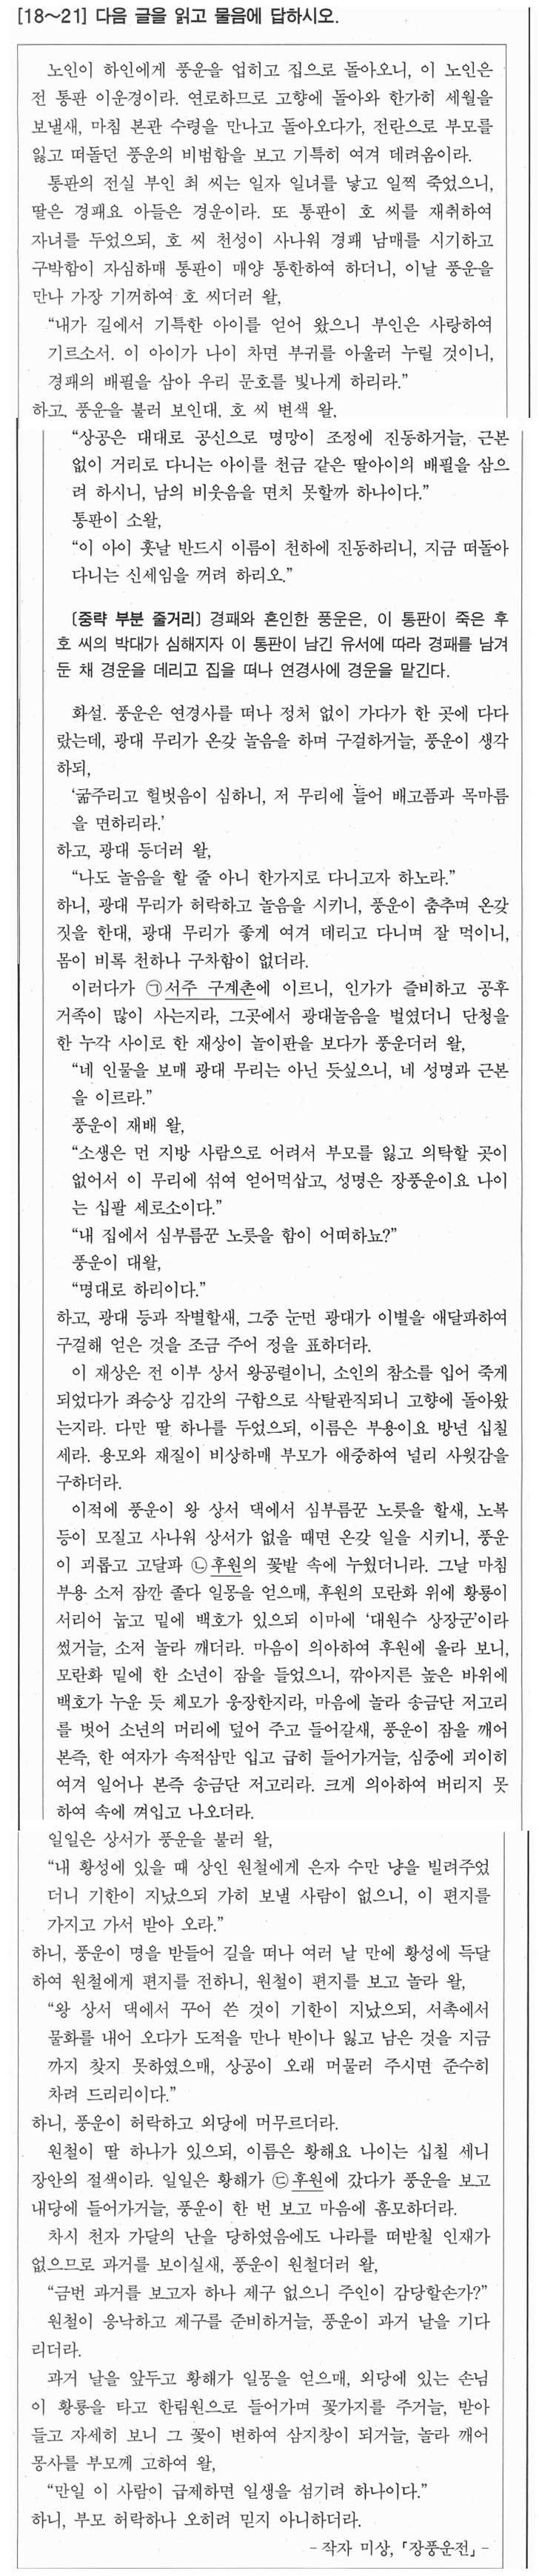 [18～21] 다음 글을 읽고 물음에 답하시오.
노인이 하인에게 풍운을 업히고 집으로 돌아오니, 이 노인은
전 통판 이운경이라. 연로하므로 고향에 돌아와 한가히 세월을
보낼새, 마침 본관 수령을 만나고 돌아오다가, 전란으로 부모를
잃고 떠돌던 풍운의 비범함을 보고 기특히 여겨 데려옴이라.
통판의 전실 부인 최 씨는 일자 일녀를 낳고 일찍 죽었으니,
딸은 경패요 아들은 경운이라. 또 통판이 호 씨를 재취하여
자녀를 두었으되, 호 씨 천성이 사나워 경패 남매를 시기하고
구박함이 자심하매 통판이 매양 통한하여 하더니, 이날 풍운을
만나 가장 기꺼하여 호 씨더러 왈,
“내가 길에서 기특한 아이를 얻어 왔으니 부인은 사랑하여
기르소서. 이 아이가 나이 차면 부귀를 아울러 누릴 것이니,
경패의 배필을 삼아 우리 문호를 빛나게 하리라.”
하고, 풍운을 불러 보인대, 호 씨 변색 왈,
“상공은 대대로 공신으로 명망이 조정에 진동하거늘, 근본
없이 거리로 다니는 아이를 천금 같은 딸아이의 배필을 삼으
려 하시니, 남의 비웃음을 면치 못할까 하나이다.”
통판이 소왈,
“이 아이 훗날 반드시 이름이 천하에 진동하리니, 지금 떠돌아
다니는 신세임을 꺼려 하리오.”
[중략 부분 줄거리] 경패와 혼인한 풍운은, 이 통판이 죽은 후
호 씨의 박대가 심해지자 이 통판이 남긴 유서에 따라 경패를 남겨
둔 채 경운을 데리고 집을 떠나 연경사에 경운을 맡긴다.
화설. 풍운은 연경사를 떠나 정처 없이 가다가 한 곳에 다다
랐는데, 광대 무리가 온갖 놀음을 하며 구걸하거늘, 풍운이 생각
하되,
‘굶주리고 헐벗음이 심하니, 저 무리에 들어 배고픔과 목마름
을 면하리라.’
하고, 광대 등더러 왈,
“나도 놀음을 할 줄 아니 한가지로 다니고자 하노라.”
하니, 광대 무리가 허락하고 놀음을 시키니, 풍운이 춤추며 온갖
짓을 한대, 광대 무리가 좋게 여겨 데리고 다니며 잘 먹이니,
몸이 비록 천하나 구차함이 없더라.
이러다가 ㉠서주 구계촌에 이르니, 인가가 즐비하고 공후
거족이 많이 사는지라, 그곳에서 광대놀음을 벌였더니 단청을
한 누각 사이로 한 재상이 놀이판을 보다가 풍운더러 왈,
“네 인물을 보매 광대 무리는 아닌 듯싶으니, 네 성명과 근본
을 이르라.”
풍운이 재배 왈,
“소생은 먼 지방 사람으로 어려서 부모를 잃고 의탁할 곳이
없어서 이 무리에 섞여 얻어먹삽고, 성명은 장풍운이요 나이
는 십팔 세로소이다.”
“내 집에서 심부름꾼 노릇을 함이 어떠하뇨?”
풍운이 대왈,
“명대로 하리이다.”
하고, 광대 등과 작별할새, 그중 눈먼 광대가 이별을 애달파하여
구걸해 얻은 것을 조금 주어 정을 표하더라.
이 재상은 전 이부 상서 왕공렬이니, 소인의 참소를 입어 죽게
되었다가 좌승상 김간의 구함으로 삭탈관직되니 고향에 돌아왔
는지라. 다만 딸 하나를 두었으되, 이름은 부용이요 방년 십칠
세라. 용모와 재질이 비상하매 부모가 애중하여 널리 사윗감을
구하더라.
이적에 풍운이 왕 상서 댁에서 심부름꾼 노릇을 할새, 노복
등이 모질고 사나워 상서가 없을 때면 온갖 일을 시키니, 풍운
이 괴롭고 고달파 ㉡후원의 꽃밭 속에 누웠더니라. 그날 마침
부용 소저 잠깐 졸다 일몽을 얻으매, 후원의 모란화 위에 황룡이
서리어 눕고 밑에 백호가 있으되 이마에 ‘대원수 상장군’이라
썼거늘, 소저 놀라 깨더라. 마음이 의아하여 후원에 올라 보니,
모란화 밑에 한 소년이 잠을 들었으니, 깎아지른 높은 바위에
백호가 누운 듯 체모가 웅장한지라, 마음에 놀라 송금단 저고리
를 벗어 소년의 머리에 덮어 주고 들어갈새, 풍운이 잠을 깨어
본즉, 한 여자가 속적삼만 입고 급히 들어가거늘, 심중에 괴이히
여겨 일어나 본즉 송금단 저고리라. 크게 의아하여 버리지 못
하여 속에 껴입고 나오더라.
일일은 상서가 풍운을 불러 왈,
“내 황성에 있을 때 상인 원철에게 은자 수만 냥을 빌려주었
더니 기한이 지났으되 가히 보낼 사람이 없으니, 이 편지를
가지고 가서 받아 오라.”
하니, 풍운이 명을 받들어 길을 떠나 여러 날 만에 황성에 득달
하여 원철에게 편지를 전하니, 원철이 편지를 보고 놀라 왈,
“왕 상서 댁에서 꾸어 쓴 것이 기한이 지났으되, 서촉에서
물화를 내어 오다가 도적을 만나 반이나 잃고 남은 것을 지금
까지 찾지 못하였으매, 상공이 오래 머물러 주시면 준수히
차려 드리리이다.”
하니, 풍운이 허락하고 외당에 머무르더라.
원철이 딸 하나가 있으되, 이름은 황해요 나이는 십칠 세니
장안의 절색이라. 일일은 황해가 ㉢후원에 갔다가 풍운을 보고
내당에 들어가거늘, 풍운이 한 번 보고 마음에 흠모하더라.
차시 천자 가달의 난을 당하였음에도 나라를 떠받칠 인재가
없으므로 과거를 보이실새, 풍운이 원철더러 왈,
“금번 과거를 보고자 하나 제구 없으니 주인이 감당할손가?”
원철이 응낙하고 제구를 준비하거늘, 풍운이 과거 날을 기다
리더라.
과거 날을 앞두고 황해가 일몽을 얻으매, 외당에 있는 손님
이 황룡을 타고 한림원으로 들어가며 꽃가지를 주거늘, 받아
들고 자세히 보니 그 꽃이 변하여 삼지창이 되거늘, 놀라 깨어
몽사를 부모께 고하여 왈,
“만일 이 사람이 급제하면 일생을 섬기려 하나이다.”
하니, 부모 허락하나 오히려 믿지 아니하더라.
- 작자 미상, 「장풍운전」 -